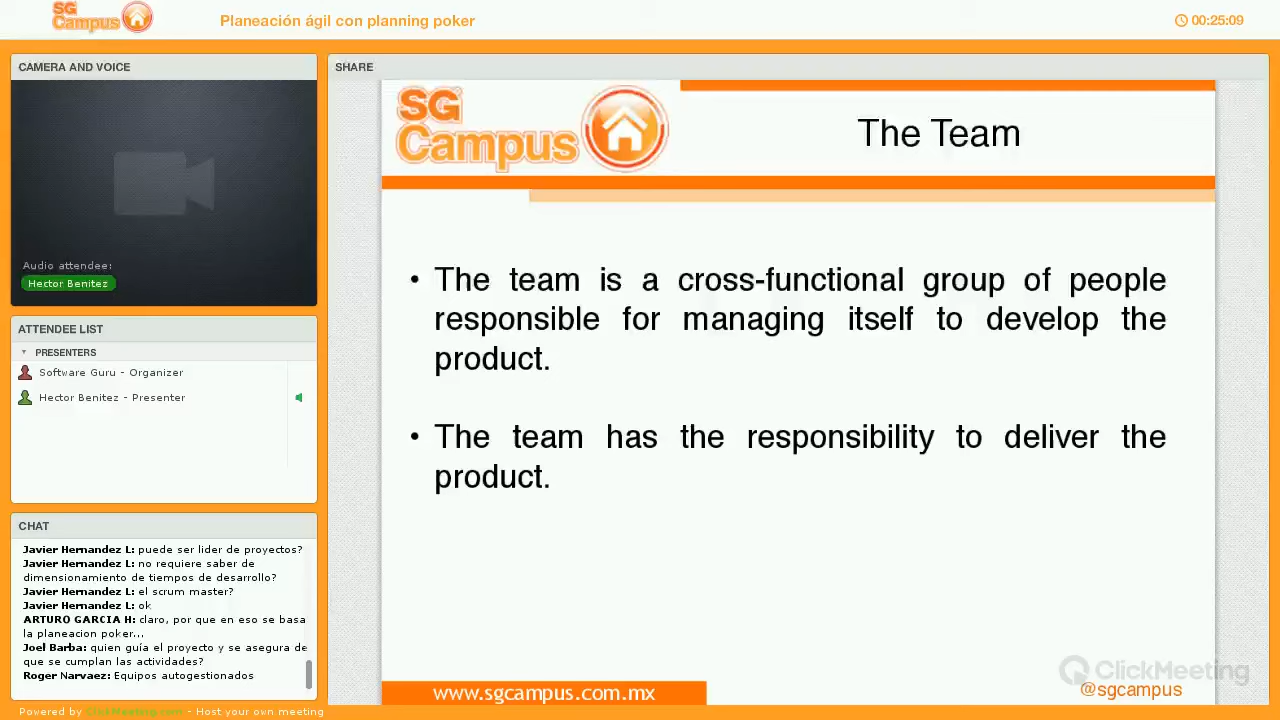 SG
Campus
Planeación ágil con planning poker
00:25:09
CAMERA AND VOICE
Audio attendee:
Hector Benitez
ATTENDEE LIST
PRESENTERS
Software Guru - Organizer
Hector Benitez - Presenter
CHAT
Javier Hernandez L: puede ser lider de proyectos?
Javier Hernandez L: no requiere saber de
dimensionamiento de tiempos de desarrollo?
Javier Hernandez L: el scrum master?
Javier Hernandez L: ok
ARTURO GARCIA H: claro, por que en eso se basa
la planeacion poker...
Joel Barba: quien guía el proyecto y se asegura de
que se cumplan las actividades?
Roger Narvaez: Equipos autogestionados
Powered by ClickMeeting.com - Host your own meeting
SHARE
SG
Campus
The Team
• The team is a cross-functional group of people
responsible for managing itself to develop the
product.
• The team has the responsibility to deliver the
product.
www.sgcampus.com.mx
ClickMeeting
@sgcampus